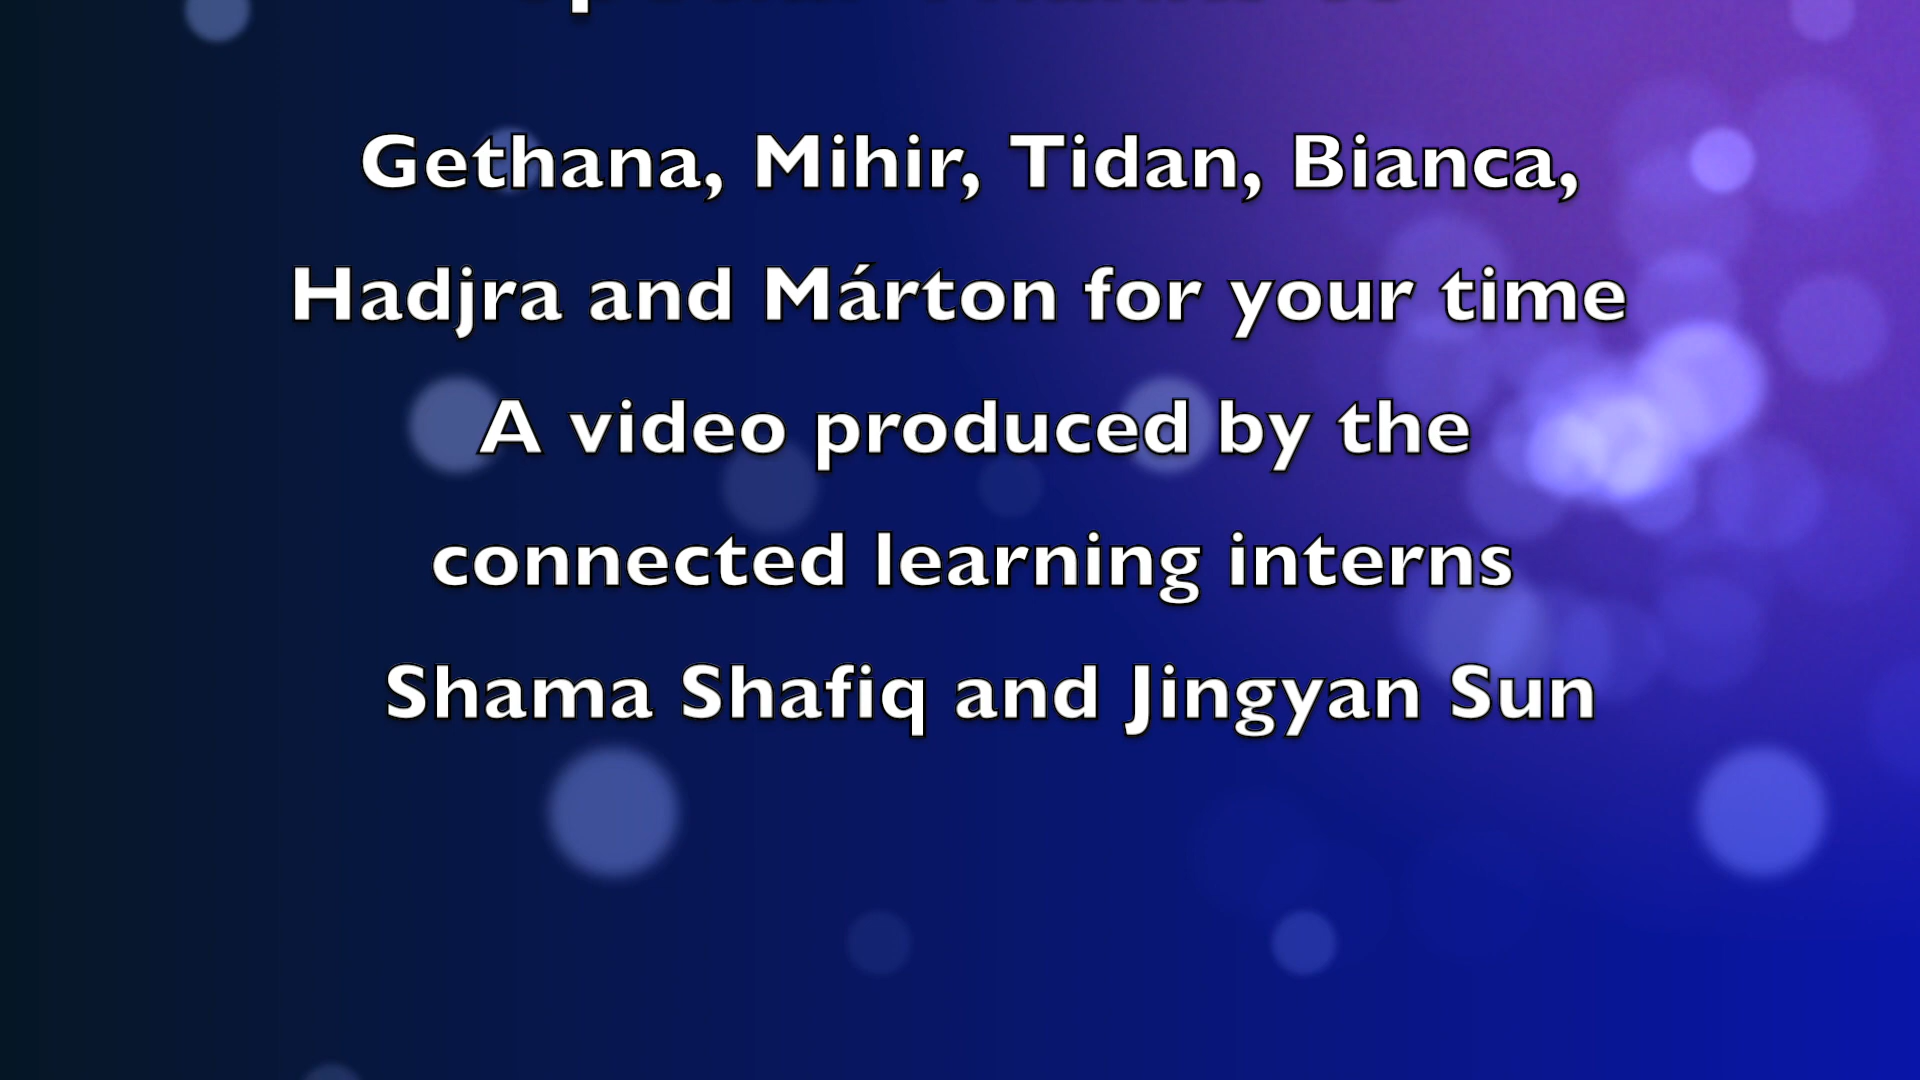 Gethana, Mihir, Tidan, Bianca,
Hadjra and Márton for your time
A video produced by the
connected learning interns
Shama Shafiq and Jingyan Sun